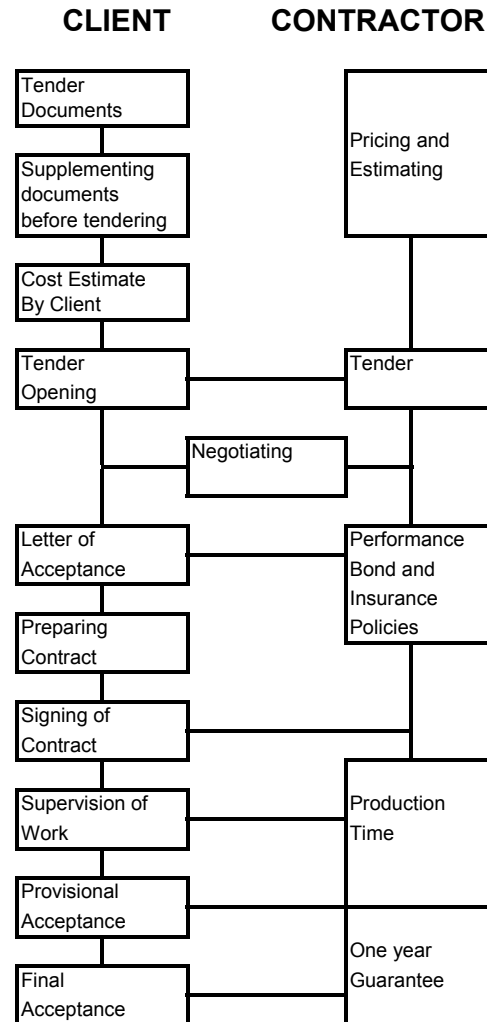 CLIENT
CONTRACTOR
Tender
Documents
Pricing and
Estimating
Supplementing
documents
before tendering
Cost Estimate
By Client
Tender
Opening
Tender
Negotiating
Letter of
Acceptance
Performance
Bond and
Insurance
Policies
Preparing
Contract
Signing of
Contract
Supervision of
Work
Production
Time
Provisional
Acceptance
One year
Guarantee
Final
Acceptance